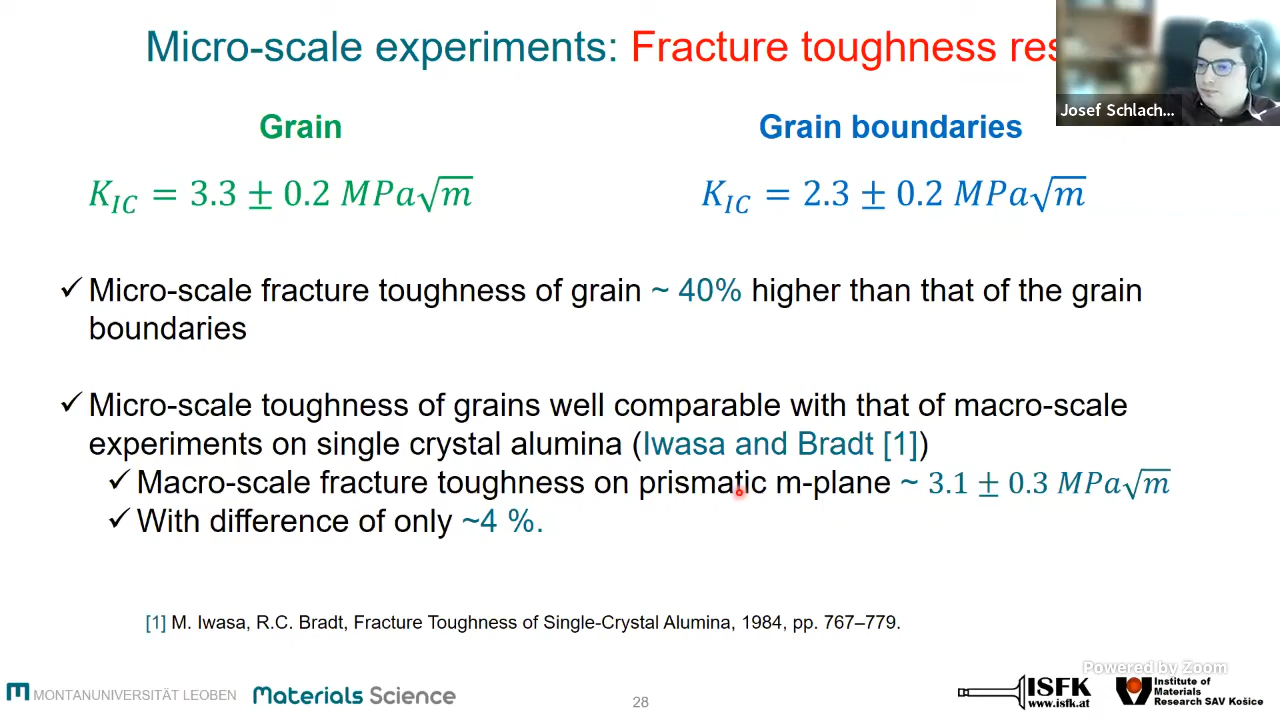 Micro-scale experiments: Fracture toughness res
Josef Schlach...
Grain
Grain boundaries
K_IC = 3.3 ± 0.2 MPa√m
K_IC = 2.3 ± 0.2 MPa√m
✓ Micro-scale fracture toughness of grain ~ 40% higher than that of the grain
boundaries
✓ Micro-scale toughness of grains well comparable with that of macro-scale
experiments on single crystal alumina (Iwasa and Bradt [1])
✓ Macro-scale fracture toughness on prismatic m-plane ~ 3.1 ± 0.3 MPa√m
✓ With difference of only ~4 %.
[1] M. Iwasa, R.C. Bradt, Fracture Toughness of Single-Crystal Alumina, 1984, pp. 767–779.
Powered by Zoom
MONTANUNIVERSITÄT LEOBEN
Materials Science
28
ISFK
www.isfk.at
Institute of
Materials
Research SAV Košice